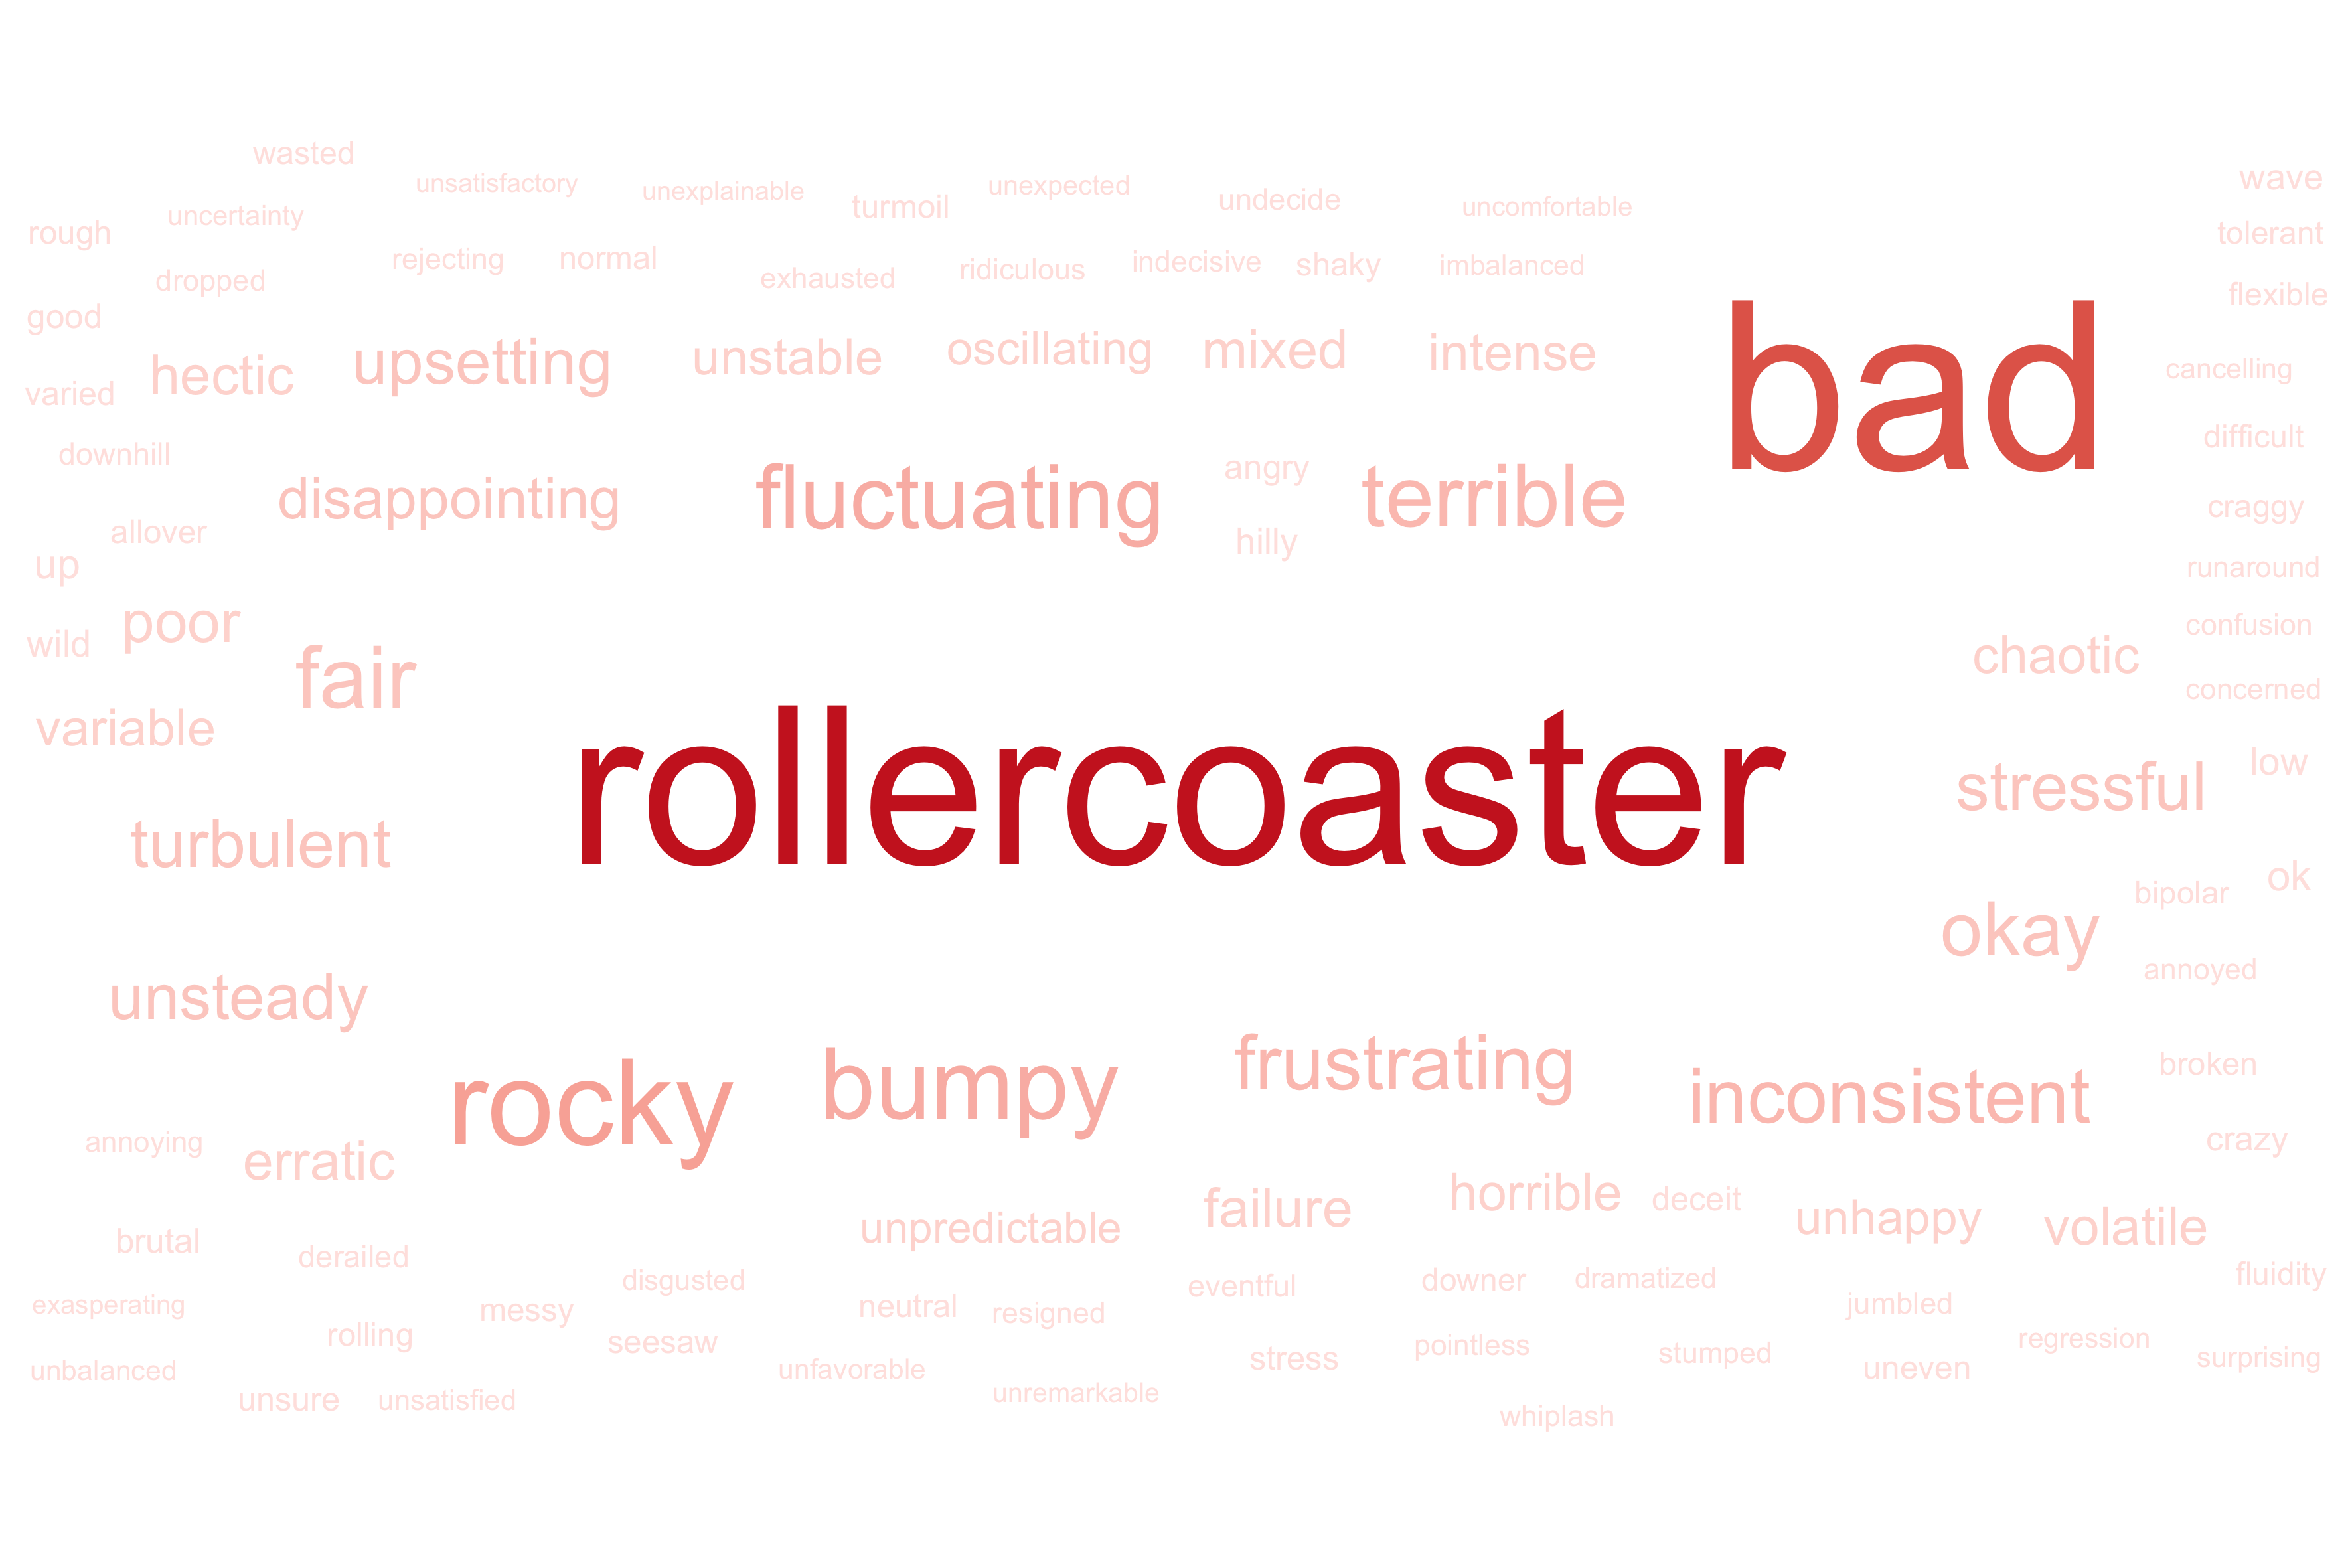 wasted
unsatisfactory
unexplainable
unexpected
wave
turmoil
undecide
uncomfortable
rough
uncertainty
tolerant
rejecting
normal
indecisive
shaky
imbalanced
dropped
exhausted
ridiculous
flexible
good
bad
hectic
upsetting
unstable
oscillating
mixed
intense
cancelling
varied
downhill
difficult
disappointing
fluctuating
angry
terrible
craggy
allover
hilly
up
runaround
poor
confusion
wild
fair
chaotic
concerned
variable
rollercoaster
stressful
low
turbulent
ok
bipolar
okay
annoyed
unsteady
rocky
bumpy
frustrating
inconsistent
broken
annoying
erratic
crazy
horrible
deceit
failure
unhappy
volatile
unpredictable
brutal
derailed
disgusted
eventful
downer
dramatized
fluidity
exasperating
messy
neutral
resigned
jumbled
rolling
seesaw
pointless
regression
unbalanced
unfavorable
stress
stumped
uneven
surprising
unsure
unsatisfied
unremarkable
whiplash